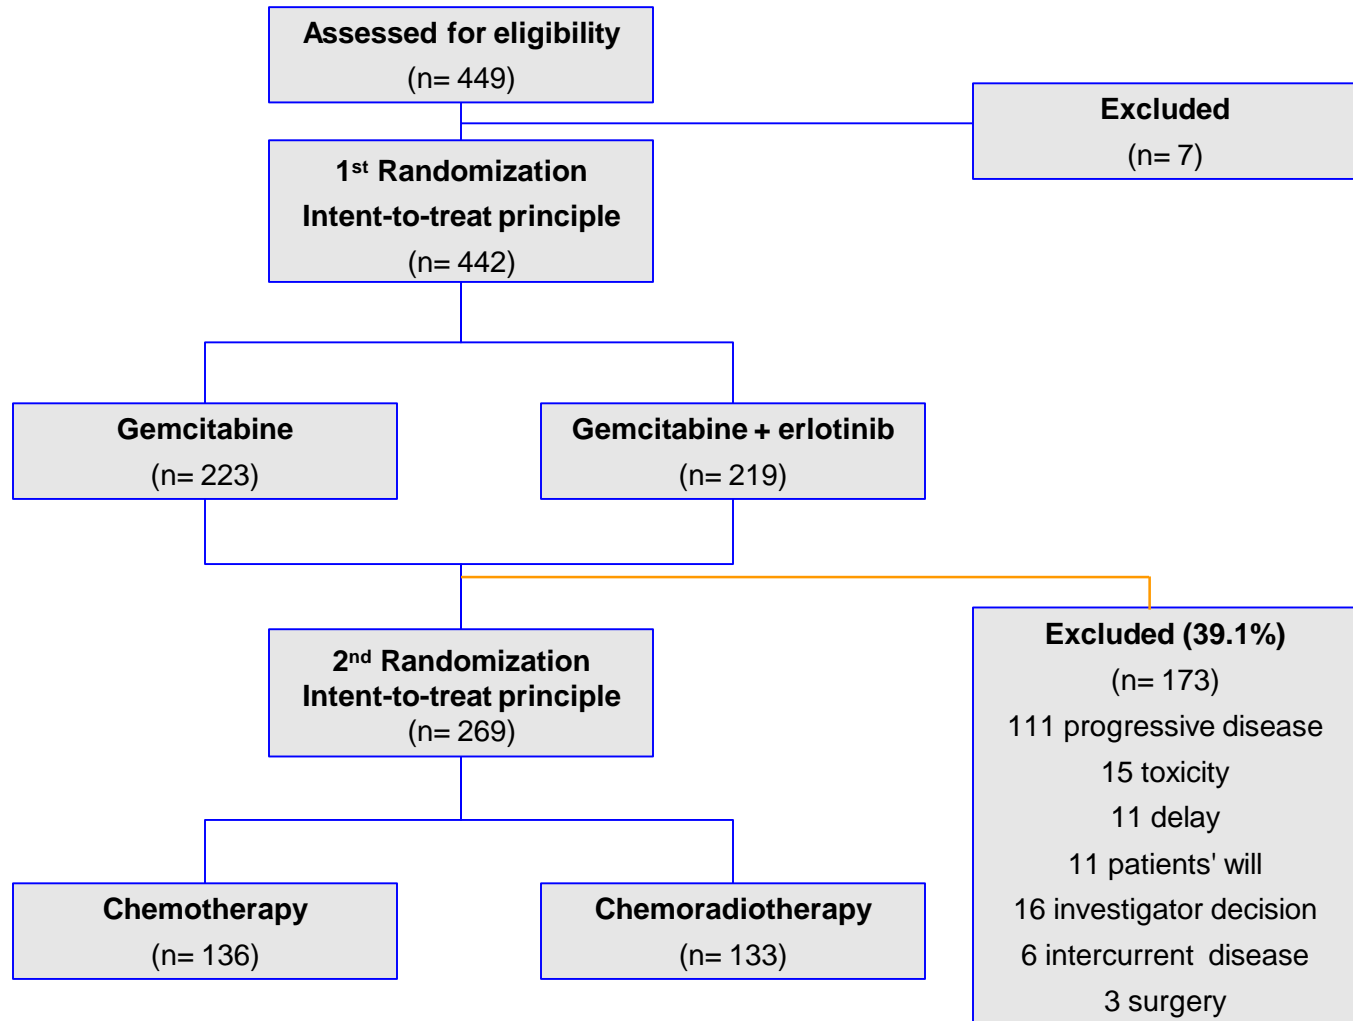 Assessed for eligibility
(n= 449)
Excluded
(n= 7)
1st Randomization
Intent-to-treat principle
(n= 442)
Gemcitabine
(n= 223)
Gemcitabine + erlotinib
(n= 219)
2nd Randomization
Intent-to-treat principle
(n= 269)
Excluded (39.1%)
(n= 173)
111 progressive disease
15 toxicity
11 delay
11 patients' will
16 investigator decision
6 intercurrent  disease
3 surgery
Chemotherapy
(n= 136)
Chemoradiotherapy
(n= 133)